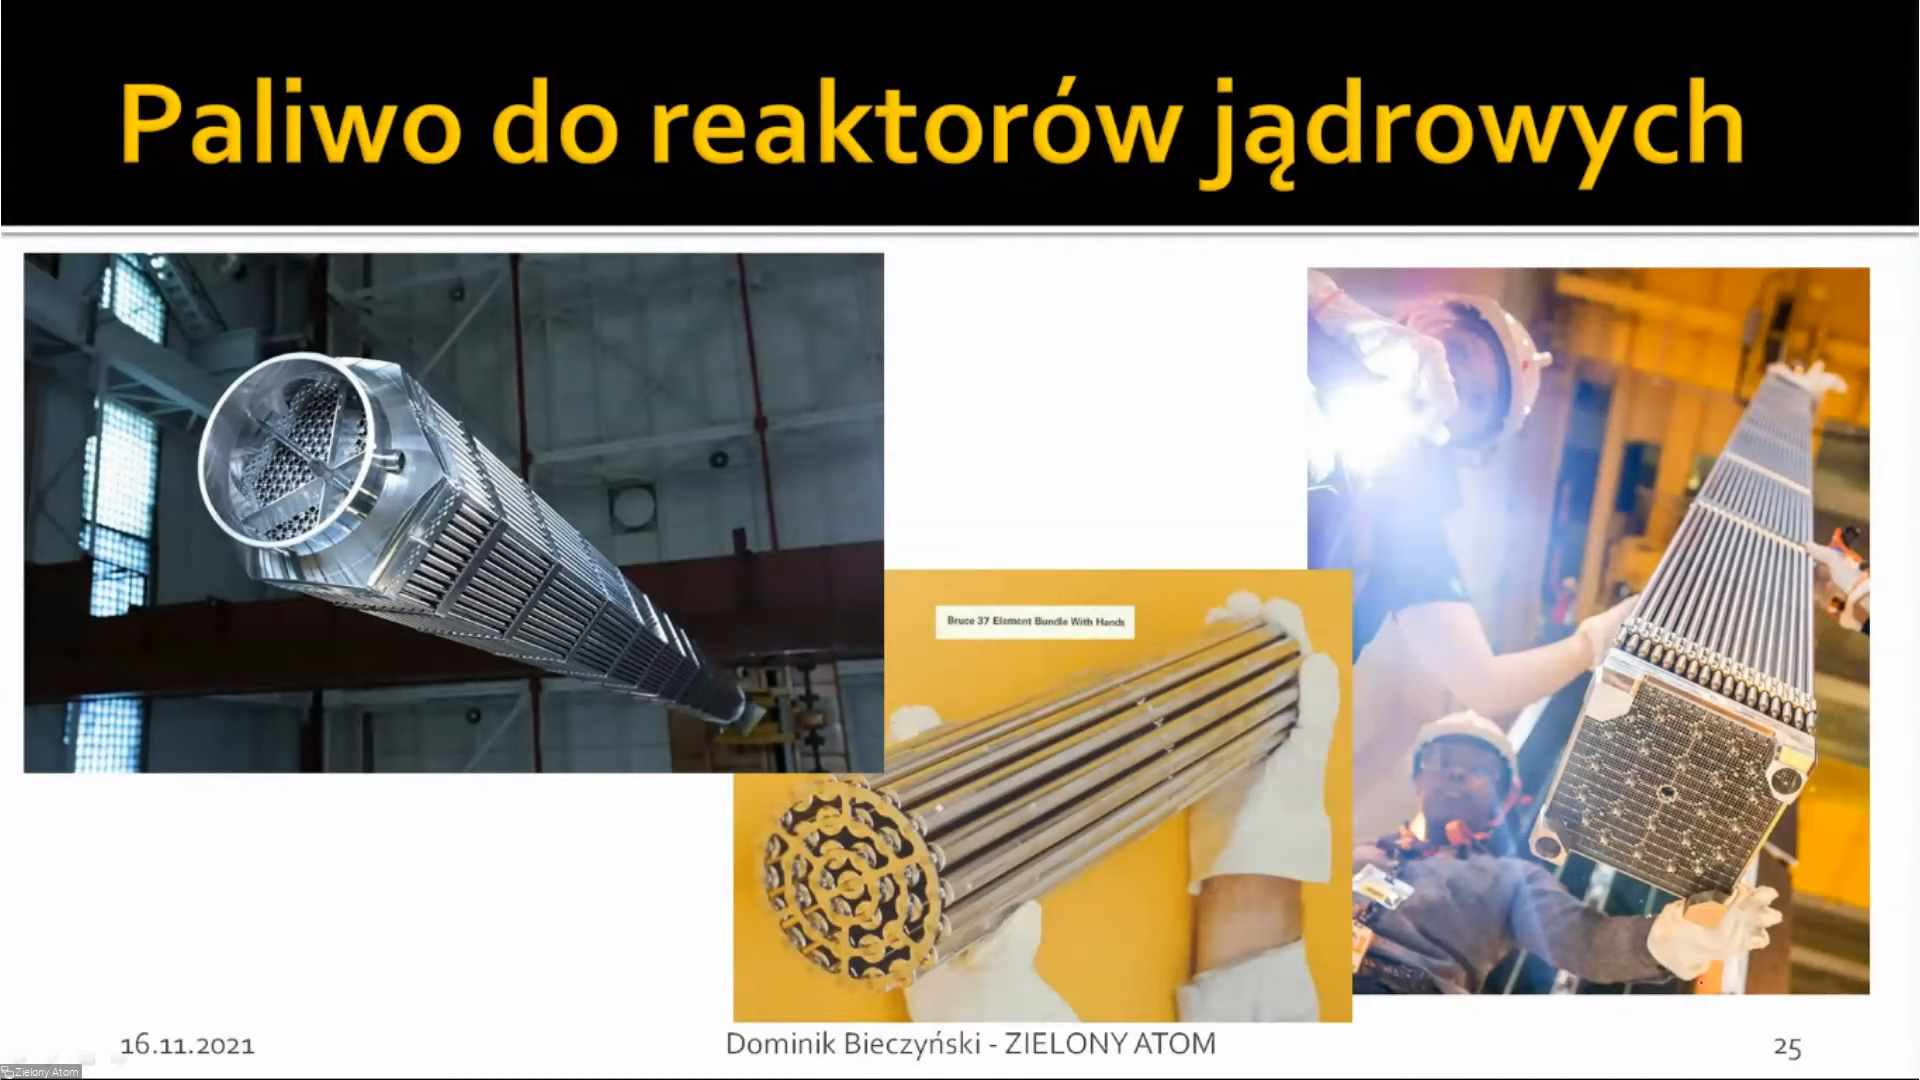 Paliwo do reaktorów jądrowych
Bruce 37 Element Bundle With Hands
16.11.2021
Dominik Bieczyński - ZIELONY ATOM
25
Zielony Atom